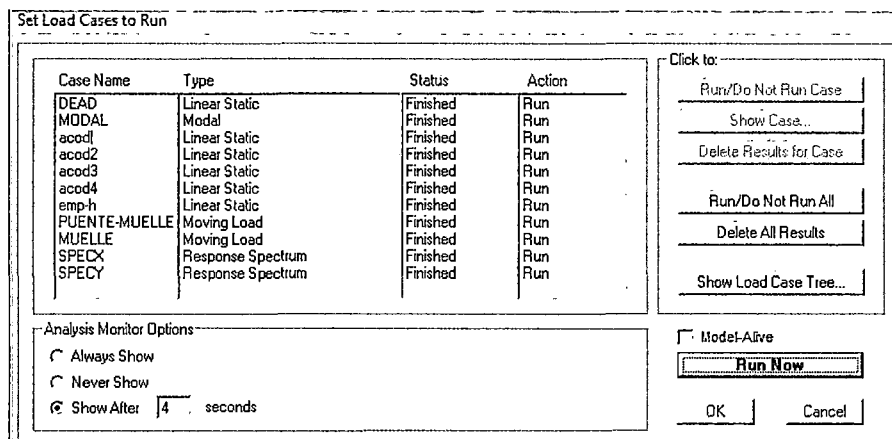 Set Load Cases to Run
Case Name Type Status Action
DEAD Linear Static Finished Run
MODAL Modal Finished Run
acod1 Linear Static Finished Run
acod2 Linear Static Finished Run
acod3 Linear Static Finished Run
acod4 Linear Static Finished Run
emp-h Linear Static Finished Run
PUENTE-MUELLE Moving Load Finished Run
MUELLE Moving Load Finished Run
SPECX Response Spectrum Finished Run
SPECY Response Spectrum Finished Run
Click to:
Run/Do Not Run Case
Show Case...
Delete Results for Case
Run/Do Not Run All
Delete All Results
Show Load Case Tree...
Analysis Monitor Options
Always Show
Never Show
Show After 4 seconds
Model-Alive
Run Now
OK Cancel